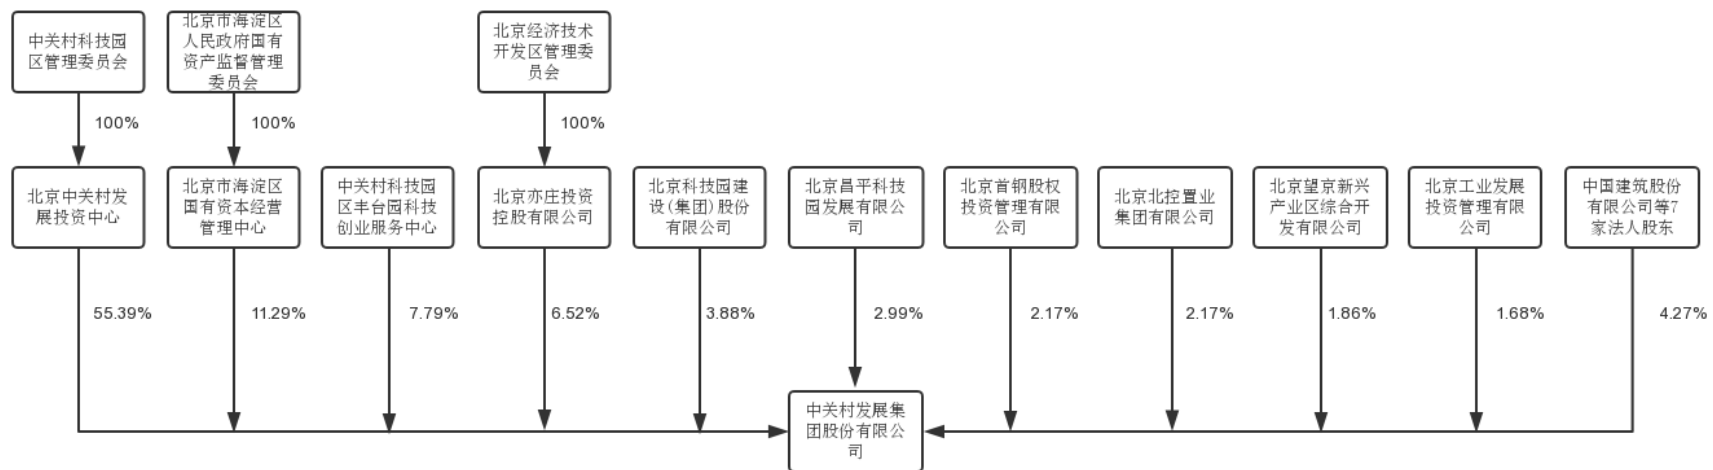 中关村科技园
区管理委员会
北京市海淀区
人民政府国有
资产监督管理
委员会
北京经济技术
开发区管理委
员会
100%
100%
100%
北京中关村发
展投资中心
北京市海淀区
国有资本经营
管理中心
中关村科技园
区丰台园科技
创业服务中心
北京亦庄投资
控股有限公司
北京科技园建
设(集团)股份
有限公司
北京昌平科技
园发展有限公
司
北京首钢股权
投资管理有限
公司
北京北控置业
集团有限公司
北京望京新兴
产业区综合开
发有限公司
北京工业发展
投资管理有限
公司
中国建筑股份
有限公司等7
家法人股东
55.39%
11.29%
7.79%
6.52%
3.88%
2.99%
2.17%
2.17%
1.86%
1.68%
4.27%
中关村发展集
团股份有限公
司